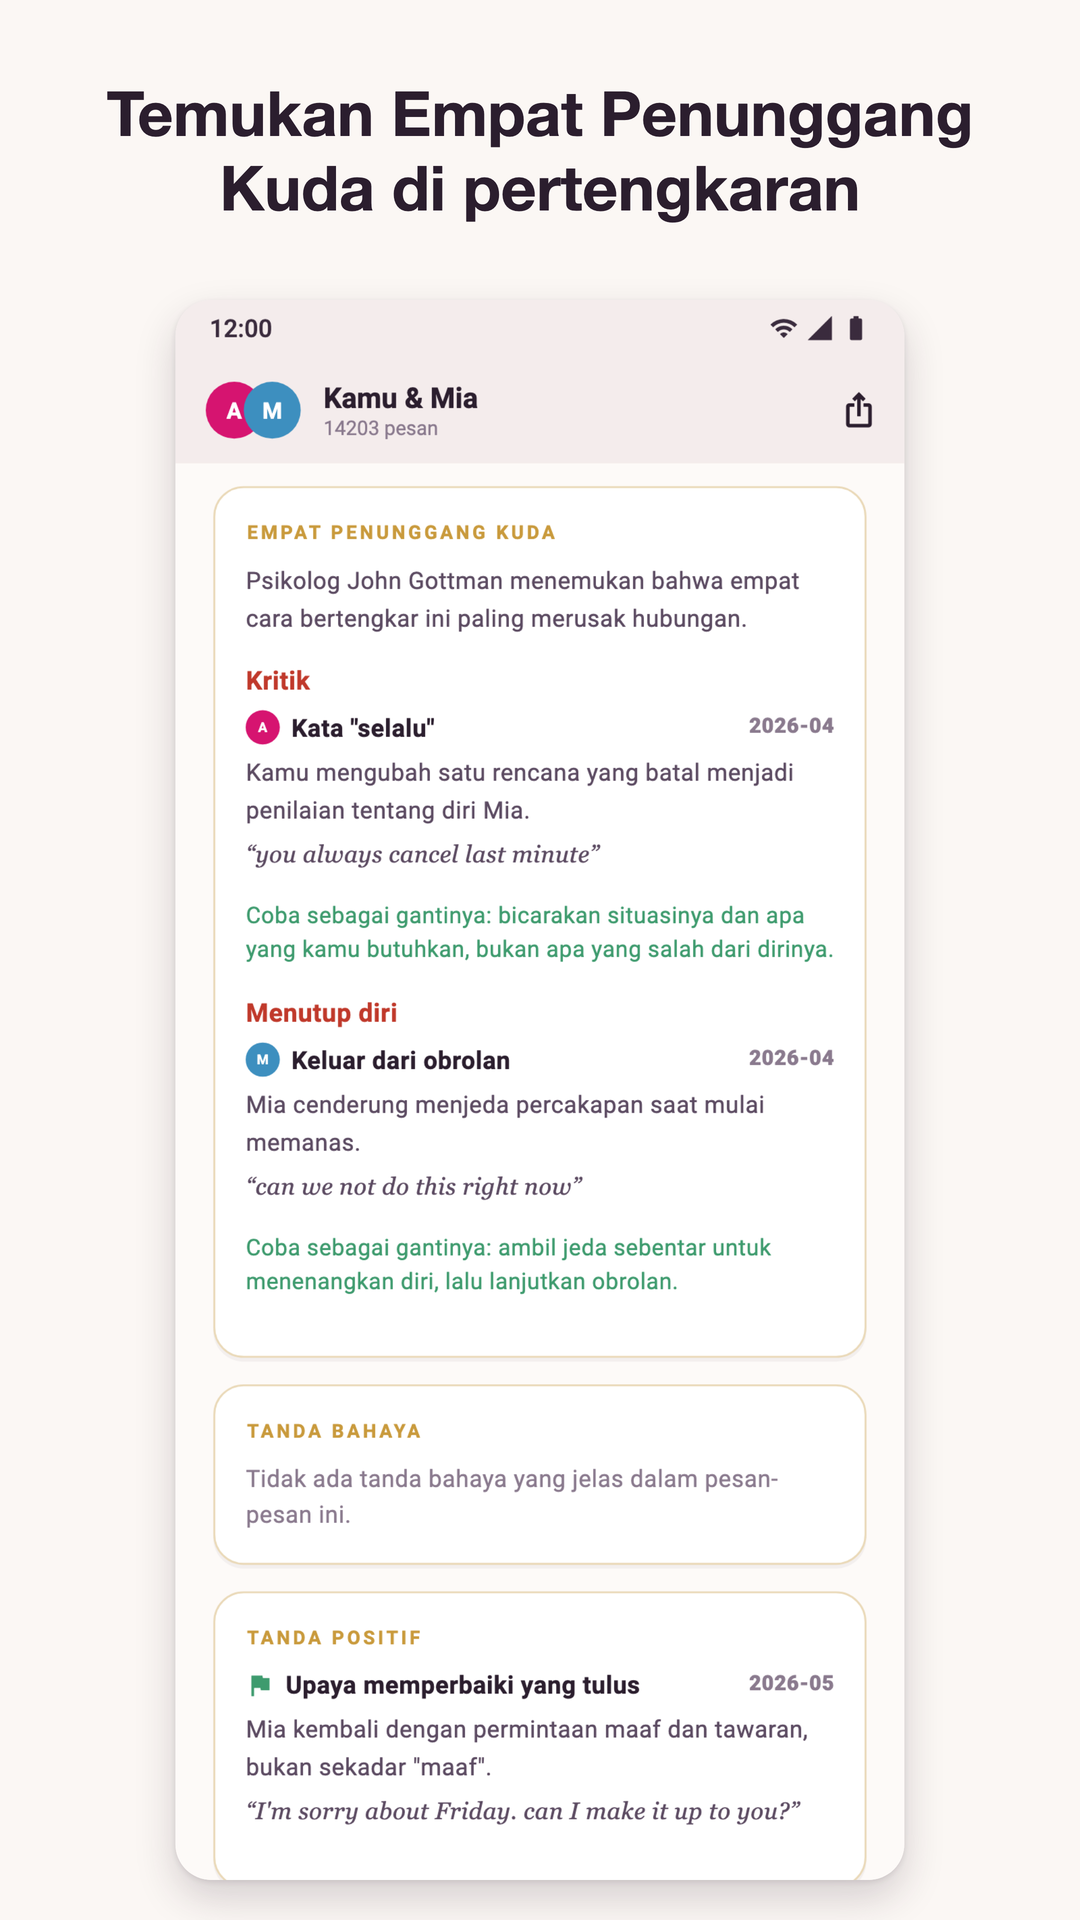 Temukan Empat Penunggang
Kuda di pertengkaran
12:00
A M
Kamu & Mia
14203 pesan
EMPAT PENUNGGANG KUDA
Psikolog John Gottman menemukan bahwa empat
cara bertengkar ini paling merusak hubungan.
Kritik
A Kata "selalu" 2026-04
Kamu mengubah satu rencana yang batal menjadi
penilaian tentang diri Mia.
“you always cancel last minute”
Coba sebagai gantinya: bicarakan situasinya dan apa
yang kamu butuhkan, bukan apa yang salah dari dirinya.
Menutup diri
M Keluar dari obrolan 2026-04
Mia cenderung menjeda percakapan saat mulai
memanas.
“can we not do this right now”
Coba sebagai gantinya: ambil jeda sebentar untuk
menenangkan diri, lalu lanjutkan obrolan.
TANDA BAHAYA
Tidak ada tanda bahaya yang jelas dalam pesan-
pesan ini.
TANDA POSITIF
Upaya memperbaiki yang tulus 2026-05
Mia kembali dengan permintaan maaf dan tawaran,
bukan sekadar "maaf".
“I'm sorry about Friday. can I make it up to you?”